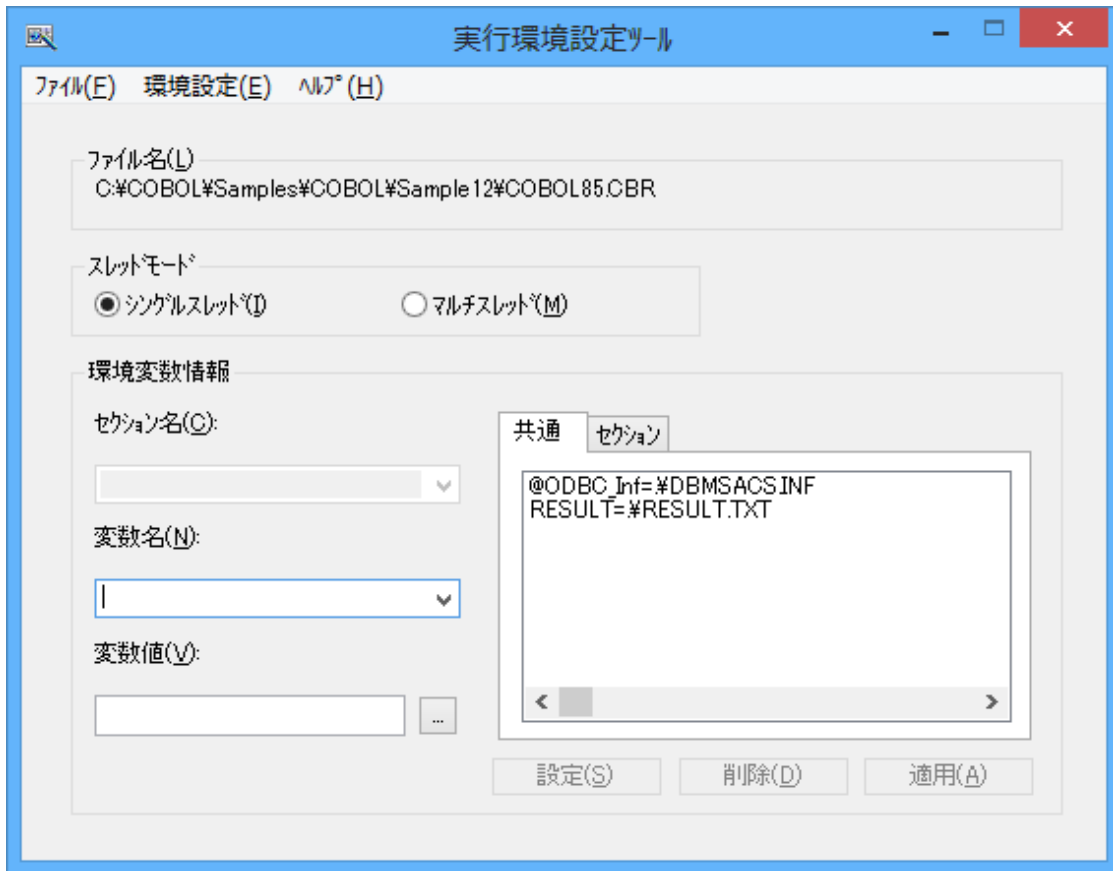 実行環境設定ﾂｰﾙ
ﾌｧｲﾙ(F) 環境設定(E) ﾍﾙﾌﾟ(H)
ﾌｧｲﾙ名(L)
C:¥COBOL¥Samples¥COBOL¥Sample12¥COBOL85.CBR
ｽﾚｯﾄﾞﾓｰﾄﾞ
ｼﾝｸﾞﾙｽﾚｯﾄﾞ(I) ﾏﾙﾁｽﾚｯﾄﾞ(M)
環境変数情報
ｾｸｼｮﾝ名(C):
共通 ｾｸｼｮﾝ
@ODBC_Inf=.¥DBMSACS.INF
RESULT=.¥RESULT.TXT
変数名(N):
変数値(V):
...
設定(S) 削除(D) 適用(A)